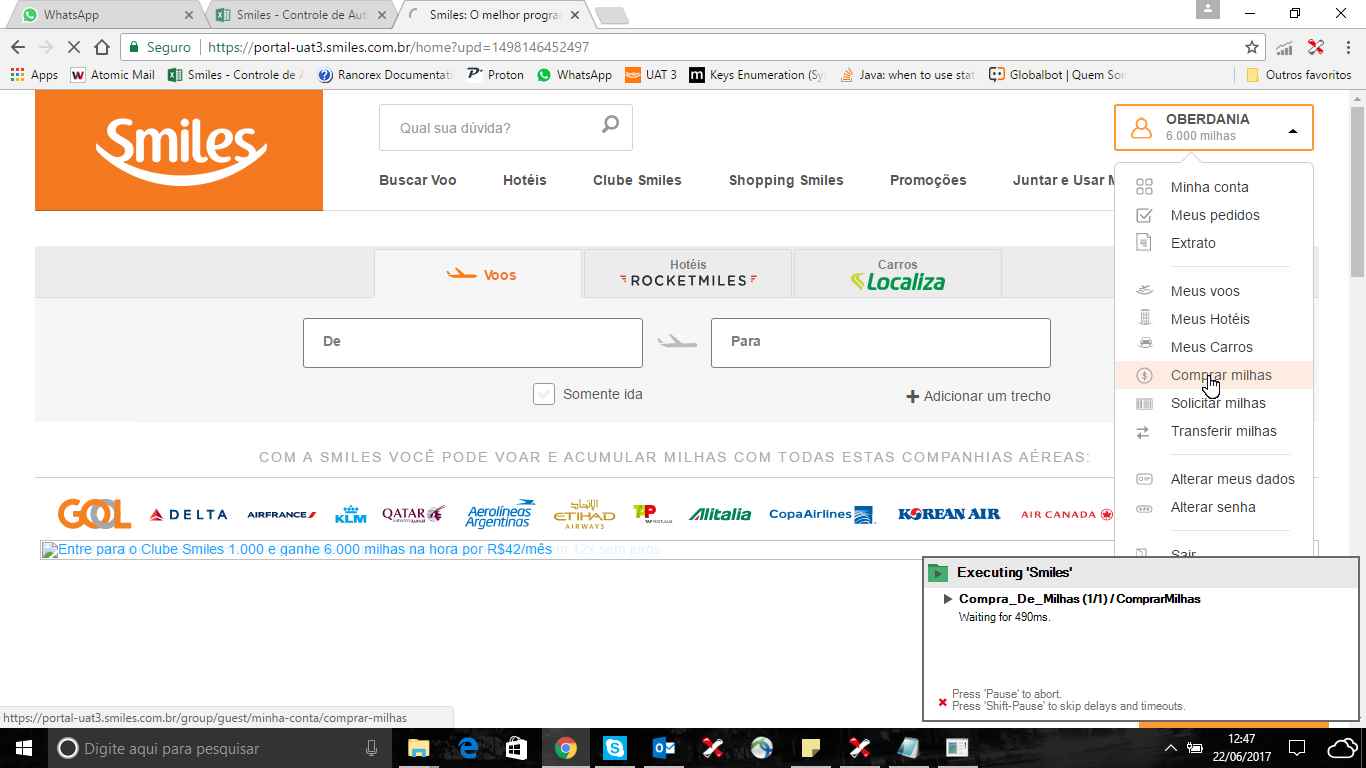 WhatsApp
Smiles - Controle de Aut
Smiles: O melhor progra
Seguro
https://portal-uat3.smiles.com.br/home?upd=1498146452497
Apps
Atomic Mail
Smiles - Controle de A
Ranorex Documentat
Proton
WhatsApp
UAT 3
Keys Enumeration (Sy
Java: when to use stat
Globalbot | Quem So
Outros favoritos
Smiles
Qual sua dúvida?
OBERDANIA
6.000 milhas
Buscar Voo
Hotéis
Clube Smiles
Shopping Smiles
Promoções
Juntar e Usar M
Minha conta
Meus pedidos
Extrato
Meus voos
Meus Hotéis
Meus Carros
Comprar milhas
Solicitar milhas
Transferir milhas
Alterar meus dados
Alterar senha
Sair
Voos
Hotéis
ROCKETMILES
Carros
Localiza
De
Para
Somente ida
Adicionar um trecho
COM A SMILES VOCÊ PODE VOAR E ACUMULAR MILHAS COM TODAS ESTAS COMPANHIAS AÉREAS:
GOL
DELTA
AIRFRANCE
KLM
QATAR
Aerolíneas
Argentinas
الإتحاد
ETIHAD
AIRWAYS
TAP
Alitalia
CopaAirlines
KOREAN AIR
AIR CANADA
Entre para o Clube Smiles 1.000 e ganhe 6.000 milhas na hora por R$42/mês
Executing 'Smiles'
Compra_De_Milhas (1/1) / ComprarMilhas
Waiting for 490ms.
Press 'Pause' to abort.
Press 'Shift-Pause' to skip delays and timeouts.
https://portal-uat3.smiles.com.br/group/guest/minha-conta/comprar-milhas
Digite aqui para pesquisar
12:47
22/06/2017